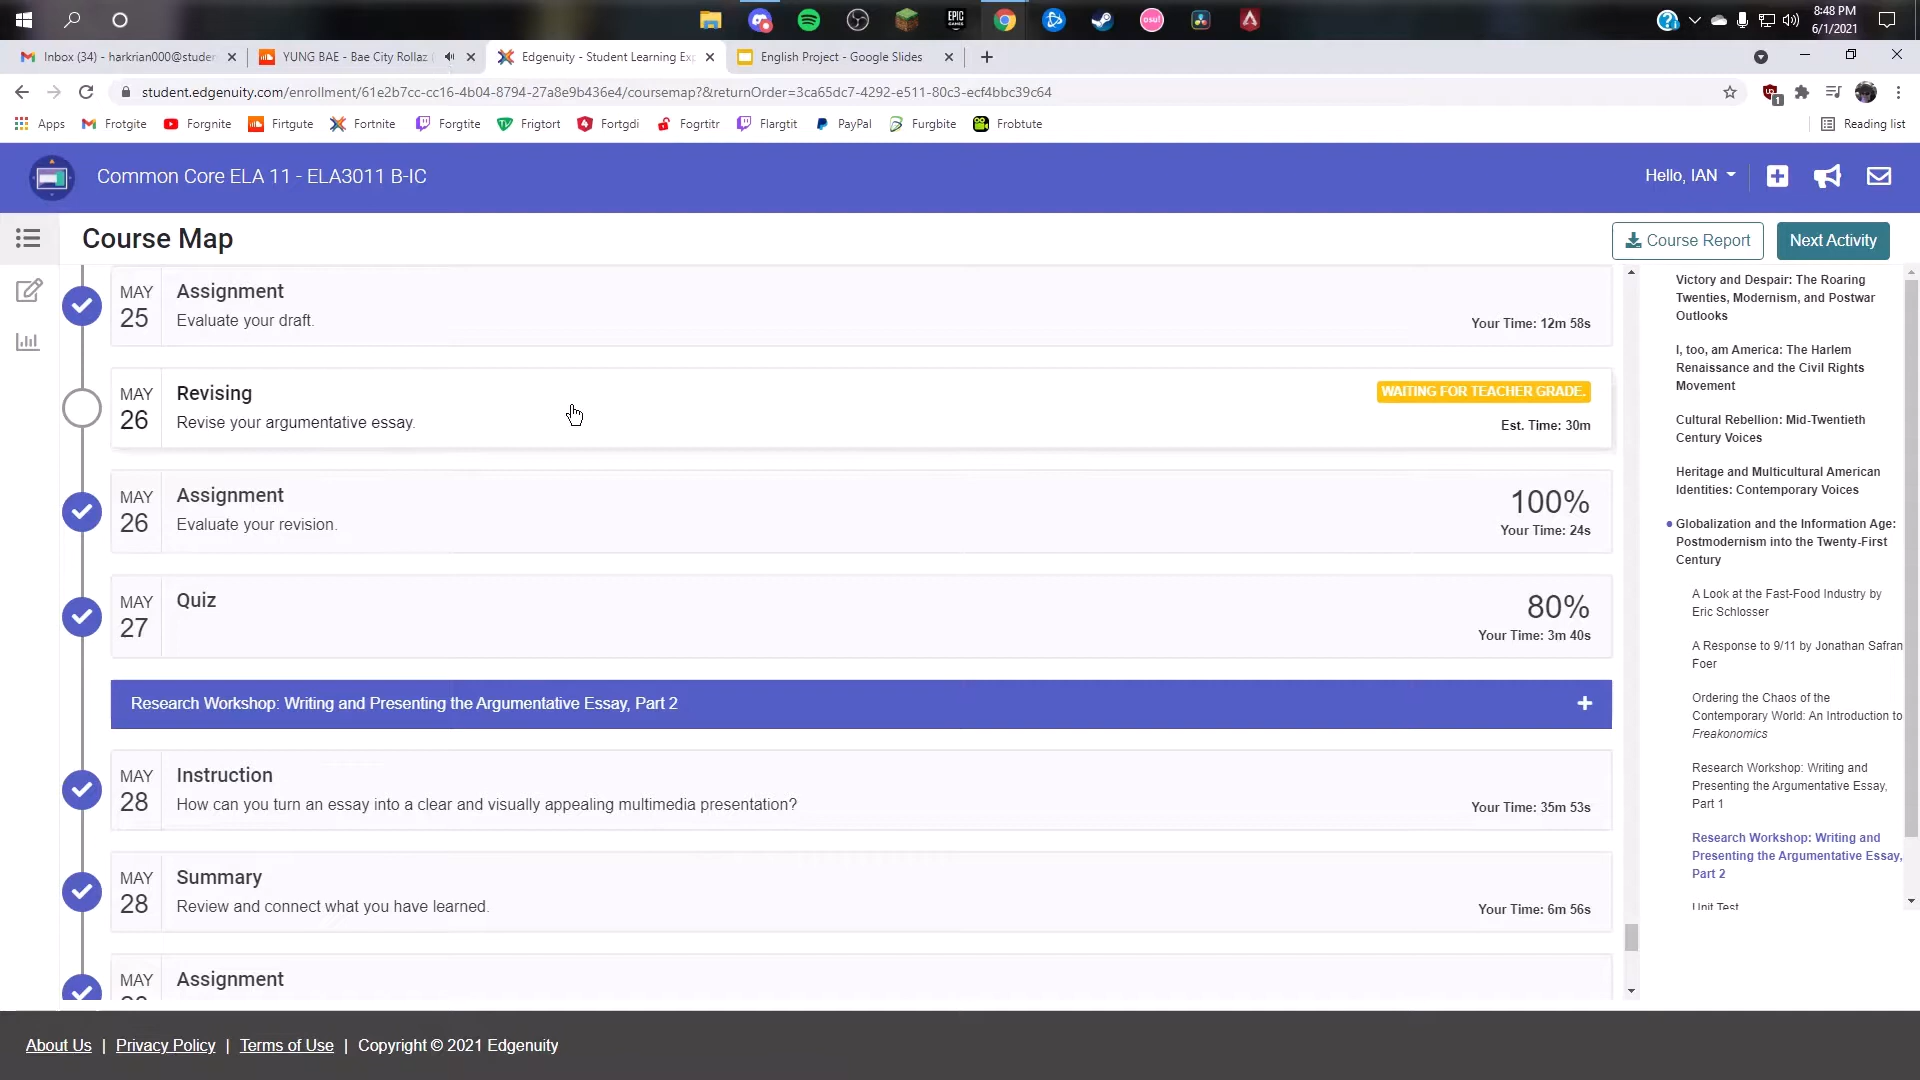 8:48 PM
6/1/2021
Inbox (34) - harkrian000@studen
YUNG BAE - Bae City Rollaz
Edgenuity - Student Learning Exp
English Project - Google Slides
student.edgenuity.com/enrollment/61e2b7cc-cc16-4b04-8794-27a8e9b436e4/coursemap?&returnOrder=3ca65dc7-4292-e511-80c3-ecf4bbc39c64
Apps
Frotgite
Forgnite
Firtgute
Fortnite
Forgtite
Frigtort
Fortgdi
Fogrtitr
Flargtit
PayPal
Furgbite
Frobtute
Reading list
Common Core ELA 11 - ELA3011 B-IC
Hello, IAN
Course Map
Course Report
Next Activity
MAY
25
Assignment
Evaluate your draft.
Your Time: 12m 58s
MAY
26
Revising
Revise your argumentative essay.
WAITING FOR TEACHER GRADE.
Est. Time: 30m
MAY
26
Assignment
Evaluate your revision.
100%
Your Time: 24s
MAY
27
Quiz
80%
Your Time: 3m 40s
Research Workshop: Writing and Presenting the Argumentative Essay, Part 2
MAY
28
Instruction
How can you turn an essay into a clear and visually appealing multimedia presentation?
Your Time: 35m 53s
MAY
28
Summary
Review and connect what you have learned.
Your Time: 6m 56s
MAY
Assignment
Victory and Despair: The Roaring
Twenties, Modernism, and Postwar
Outlooks
I, too, am America: The Harlem
Renaissance and the Civil Rights
Movement
Cultural Rebellion: Mid-Twentieth
Century Voices
Heritage and Multicultural American
Identities: Contemporary Voices
Globalization and the Information Age:
Postmodernism into the Twenty-First
Century
A Look at the Fast-Food Industry by
Eric Schlosser
A Response to 9/11 by Jonathan Safran
Foer
Ordering the Chaos of the
Contemporary World: An Introduction to
Freakonomics
Research Workshop: Writing and
Presenting the Argumentative Essay,
Part 1
Research Workshop: Writing and
Presenting the Argumentative Essay,
Part 2
Unit Test
About Us | Privacy Policy | Terms of Use | Copyright © 2021 Edgenuity